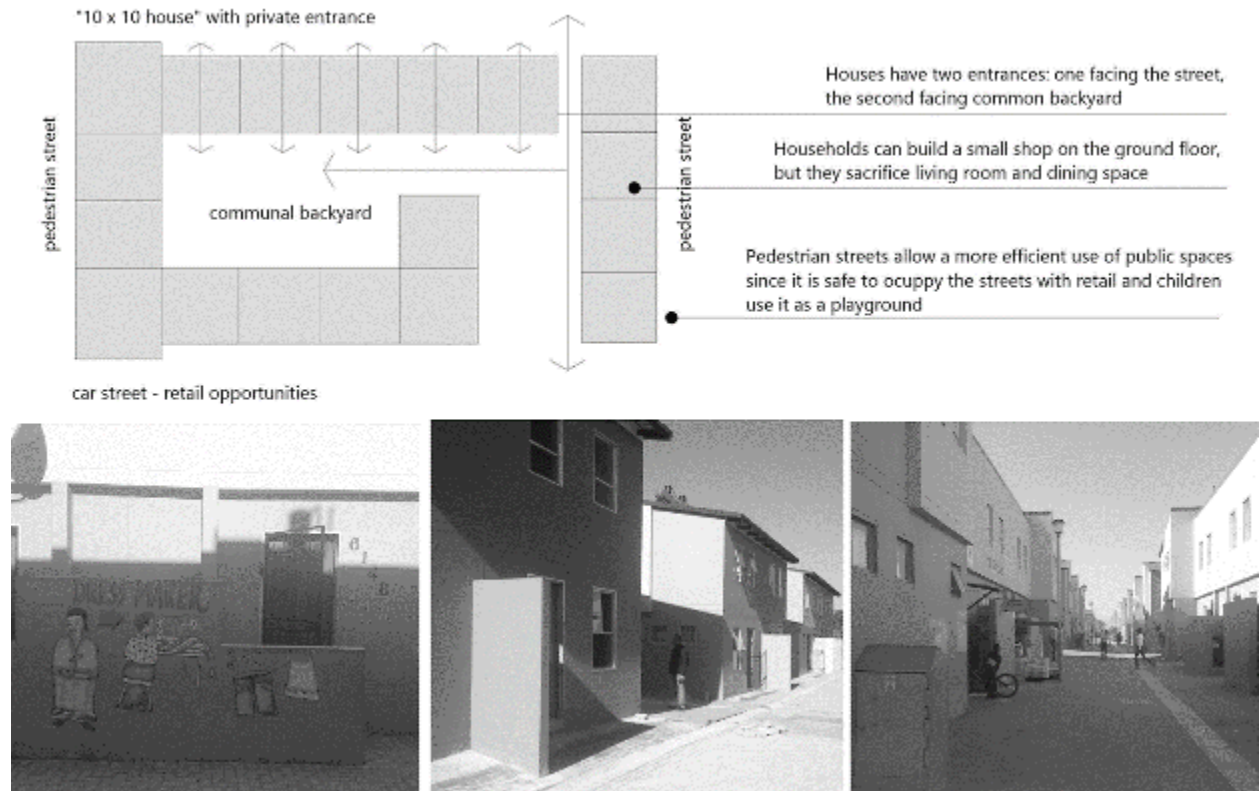 "10 x 10 house" with private entrance
Houses have two entrances: one facing the street,
the second facing common backyard
pedestrian street
pedestrian street
Households can build a small shop on the ground floor,
but they sacrifice living room and dining space
communal backyard
Pedestrian streets allow a more efficient use of public spaces
since it is safe to ocuppy the streets with retail and children
use it as a playground
car street - retail opportunities
DRESS MAKER